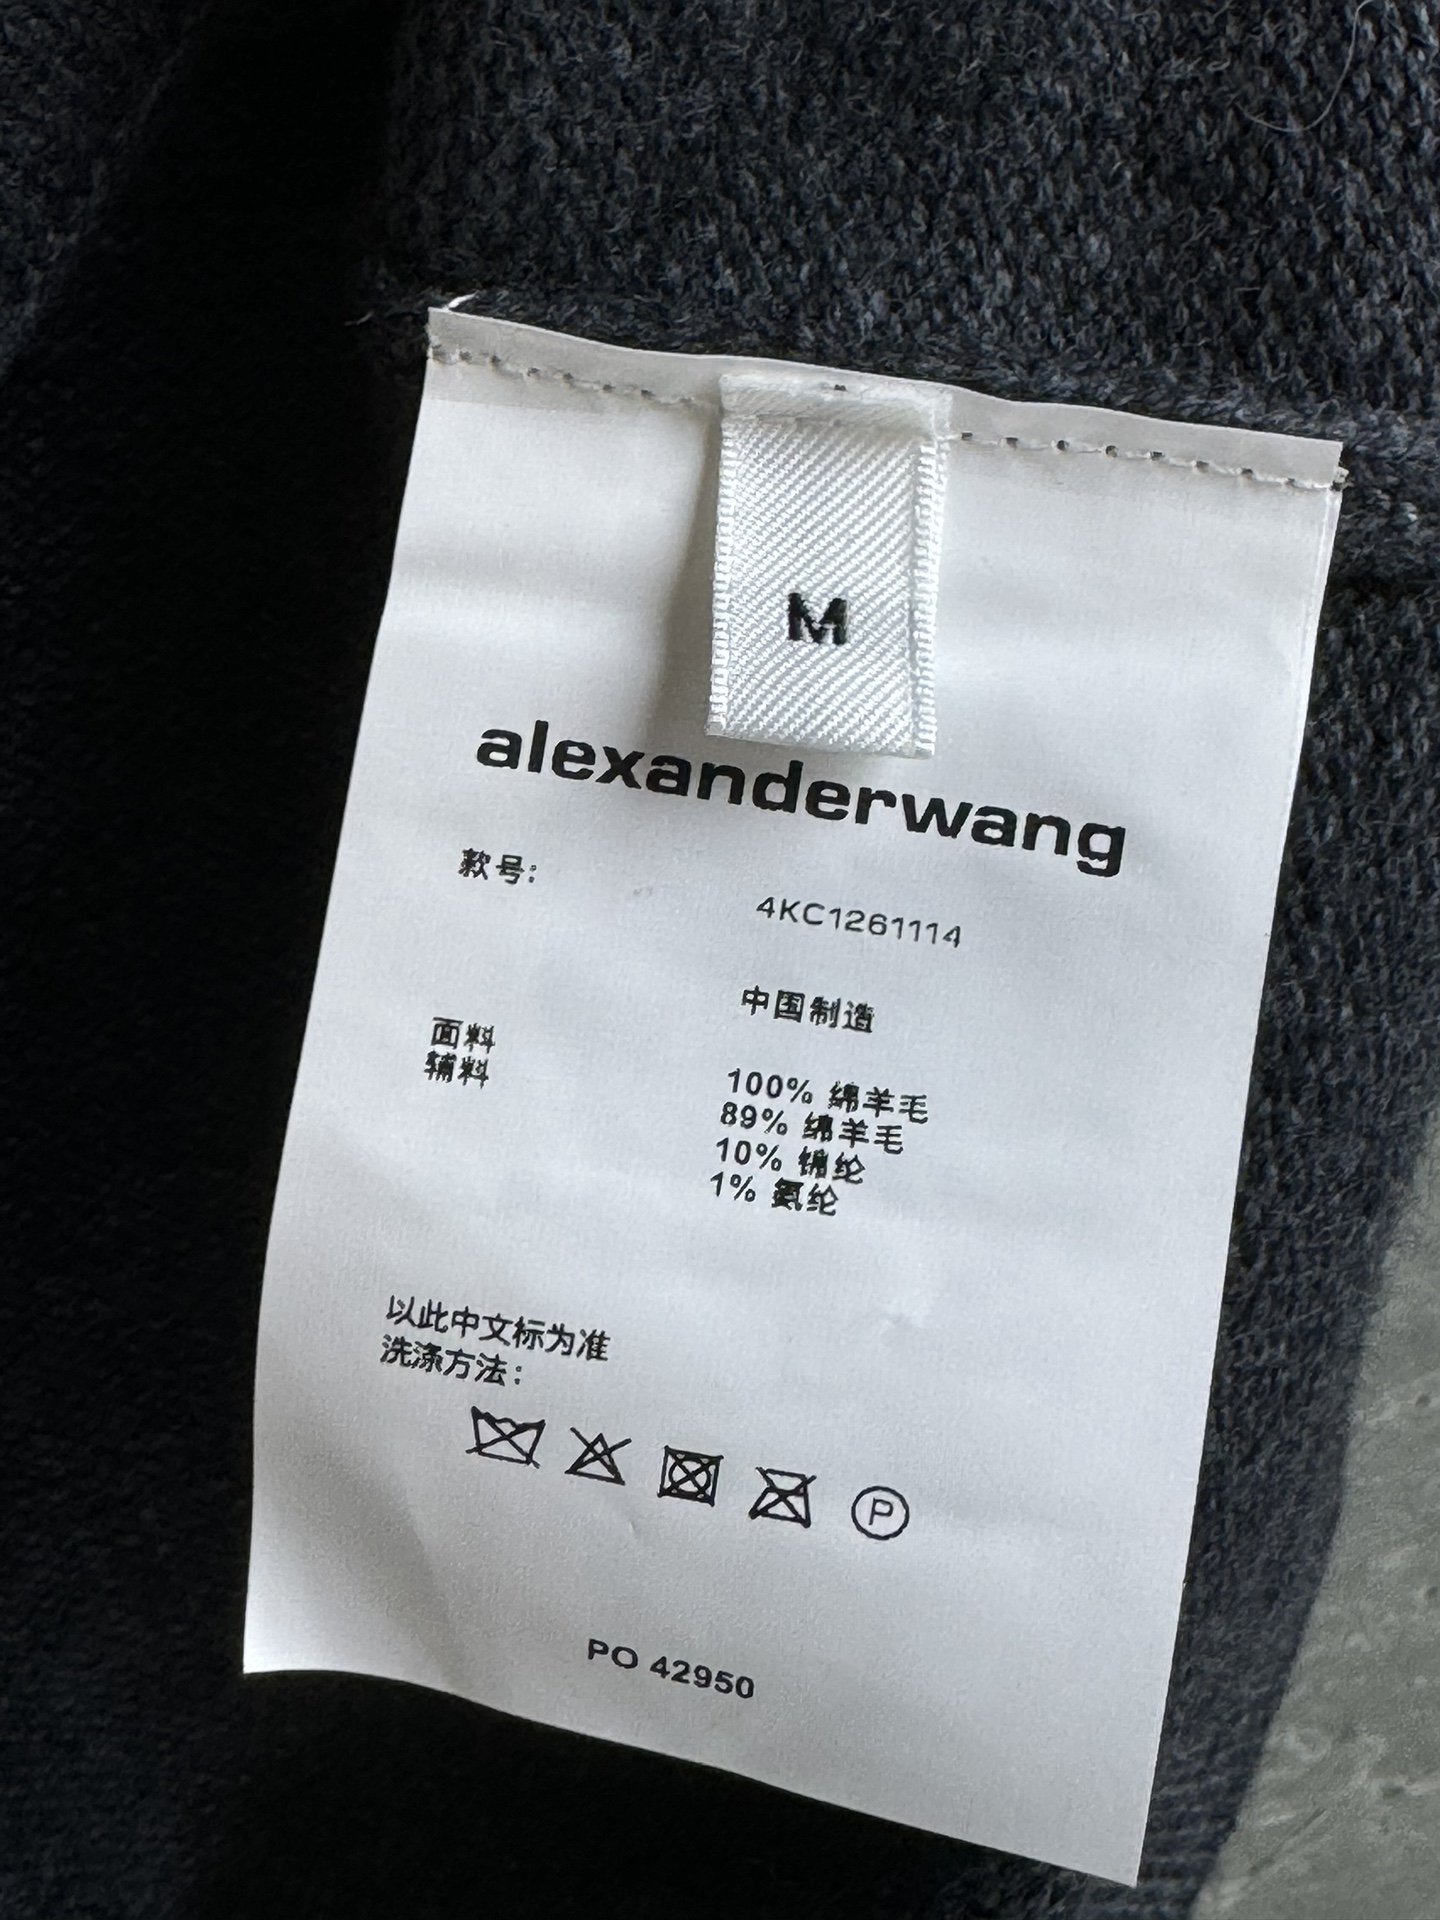 M
alexanderwang
款号:
4KC1261114
中国制造
面料
辅料
100% 绵羊毛
89% 绵羊毛
10% 锦纶
1% 氨纶
以此中文标为准
洗涤方法:
P
PO 42950